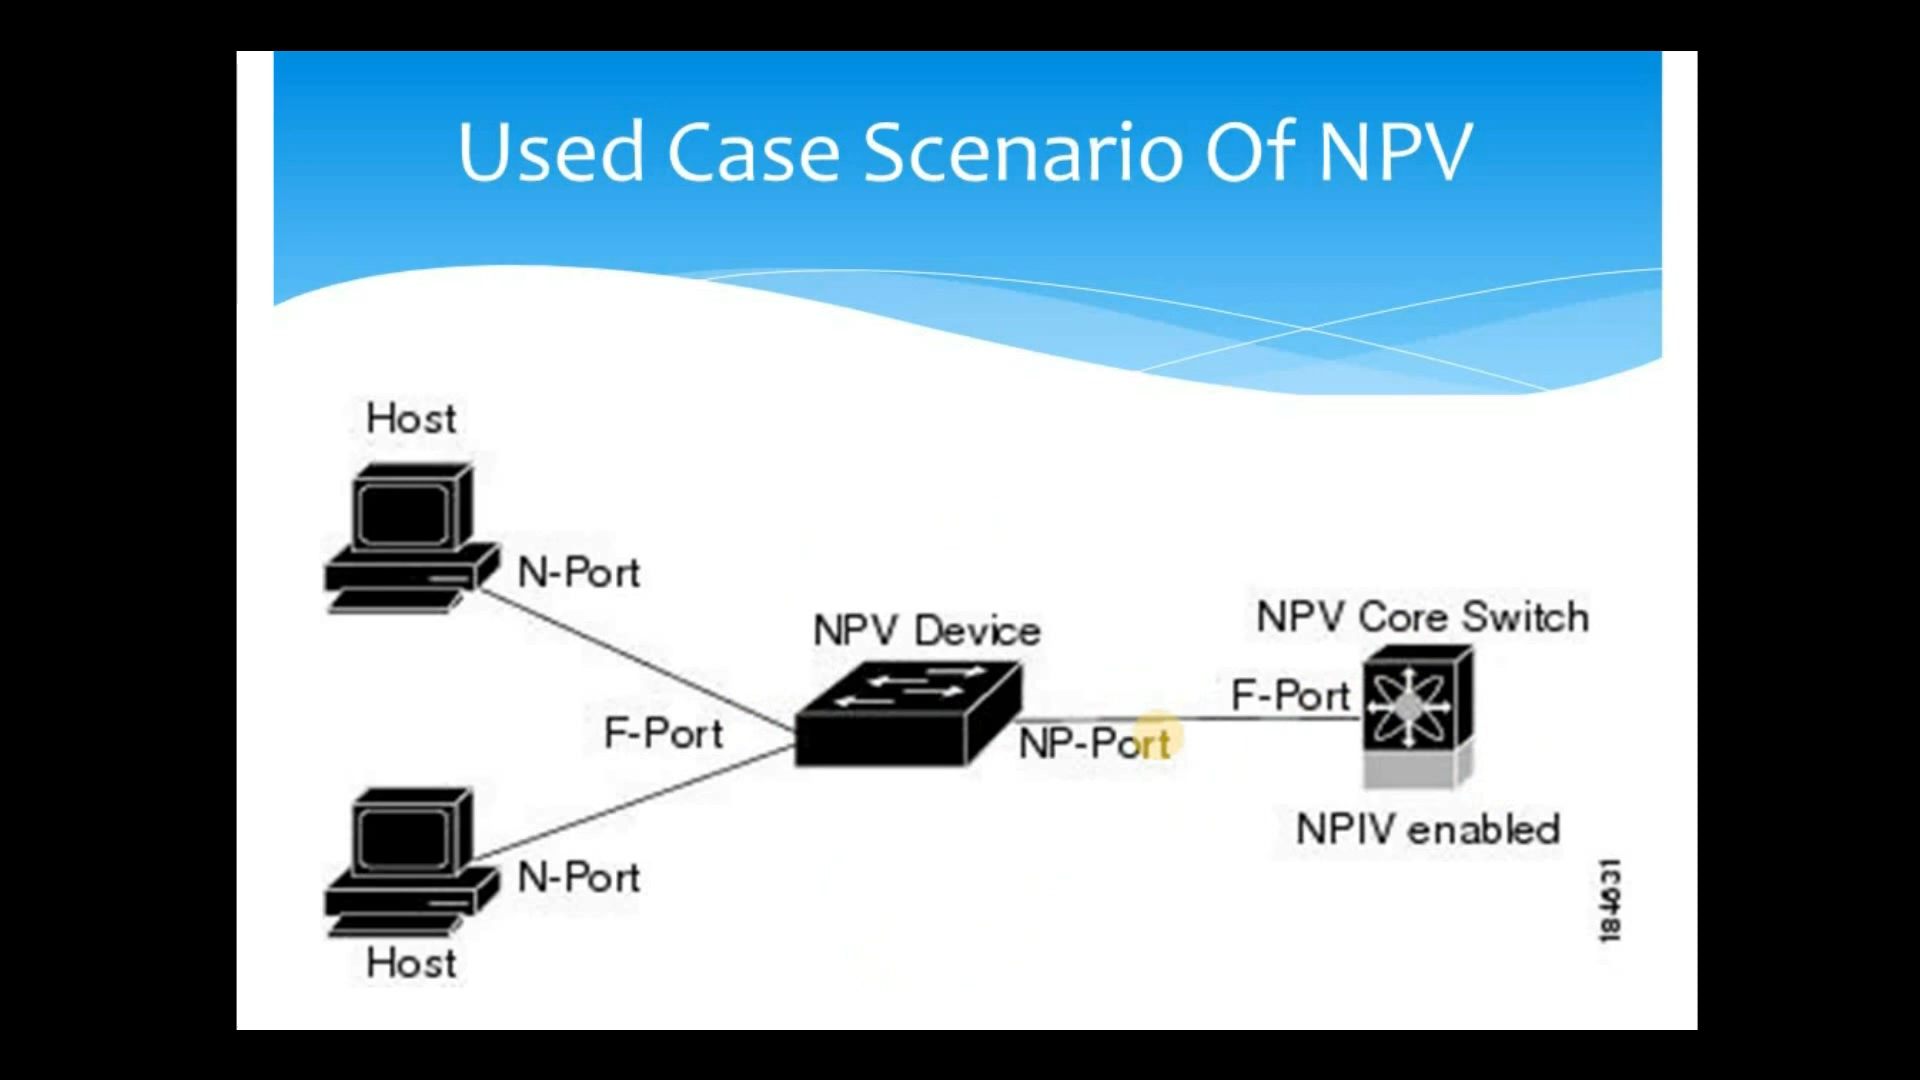 Used Case Scenario Of NPV
Host
N-Port
NPV Device
NPV Core Switch
F-Port
F-Port
NP-Port
NPIV enabled
N-Port
Host
184631